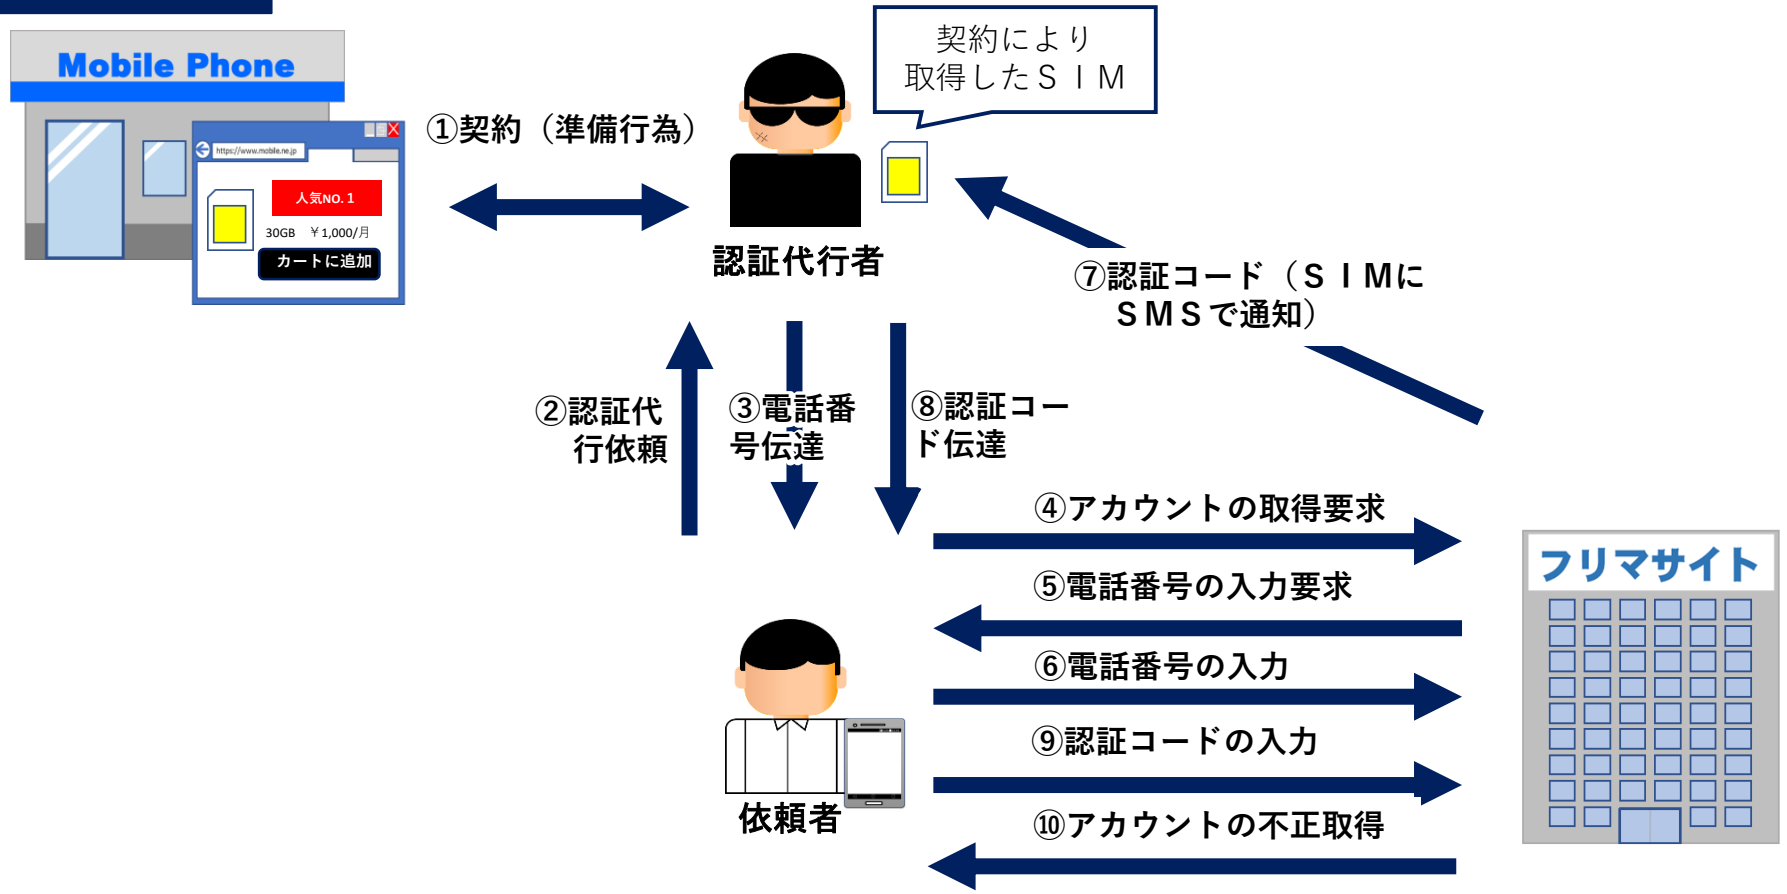 Mobile Phone
https://www.mobile.ne.jp
人気NO.1
30GB ￥1,000/月
カートに追加
①契約（準備行為）
契約により
取得したＳＩＭ
認証代行者
⑦認証コード（ＳＩＭに
ＳＭＳで通知）
②認証代
行依頼
③電話番
号伝達
⑧認証コー
ド伝達
④アカウントの取得要求
⑤電話番号の入力要求
⑥電話番号の入力
⑨認証コードの入力
⑩アカウントの不正取得
依頼者
フリマサイト